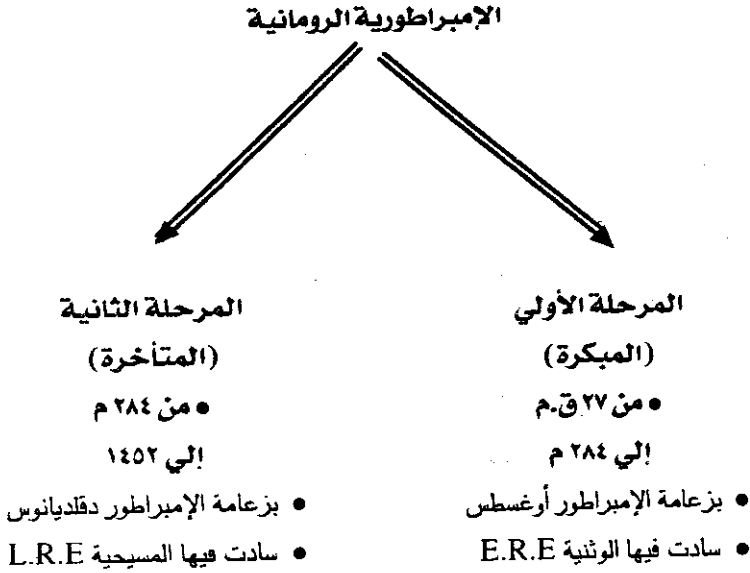 الإمبراطورية الرومانية
المرحلة الأولي
(المبكرة)
● من ٢٧ ق.م
إلي ٢٨٤ م
● بزعامة الإمبراطور أوغسطس
● سادت فيها الوثنية E.R.E
المرحلة الثانية
(المتأخرة)
● من ٢٨٤ م
إلي ١٤٥٢
● بزعامة الإمبراطور دقلديانوس
● سادت فيها المسيحية L.R.E